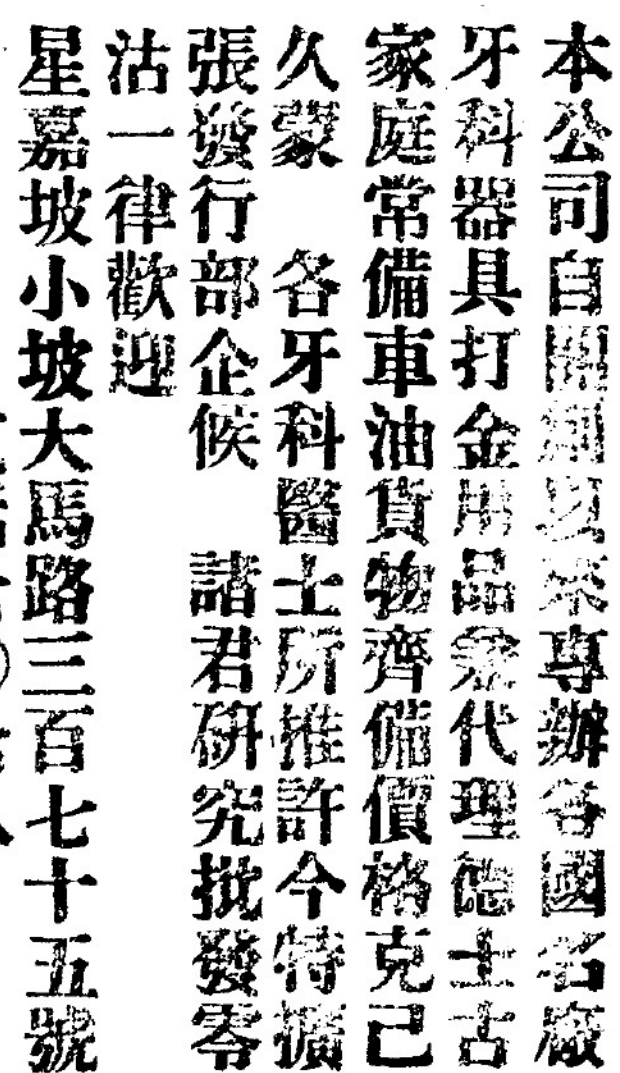 本公司自開創以來專辦各國名廠
牙科器具打金用品兼代理德士古
家庭常備車油貨物齊備價格克己
久蒙　各牙科醫士所推許今特擴
張發行部企候　諸君研究批發零
沽一律歡迎
星嘉坡小坡大馬路三百七十五號